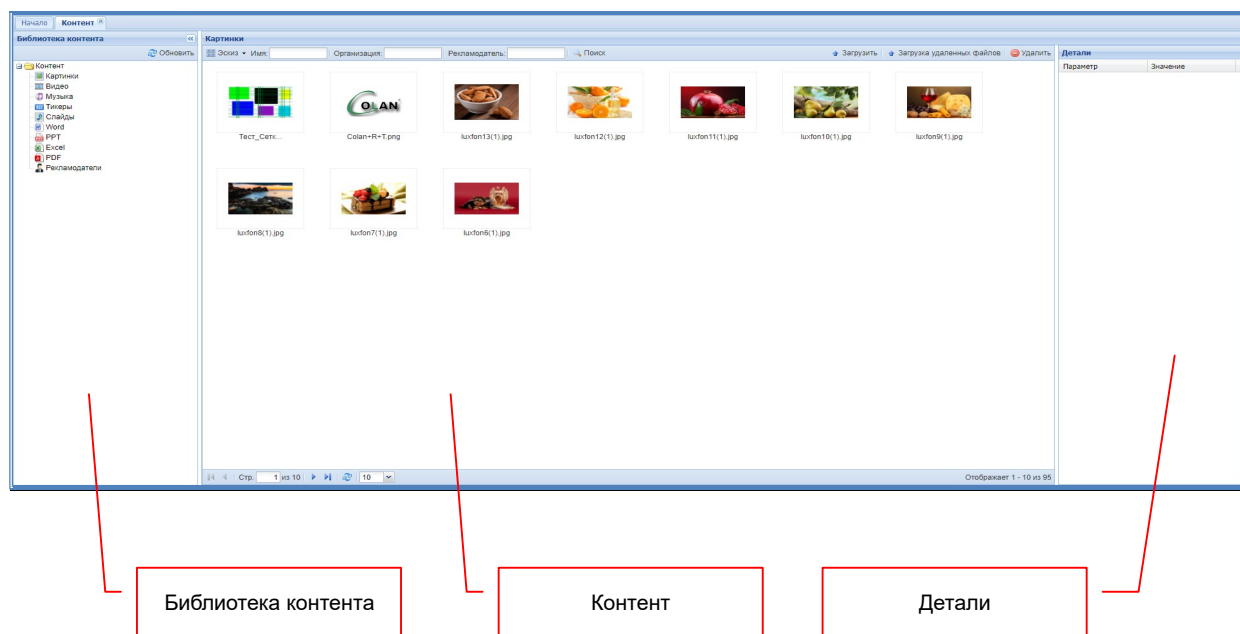 Начало Контент
Библиотека контента
Обновить
Контент
Картинки
Видео
Музыка
Тикеры
Слайды
Word
PPT
Excel
PDF
Рекламодатели
Картинки
Эскиз Имя: Организация: Рекламодатель: Поиск Загрузить Загрузка удаленных файлов Удалить
COLAN
Тест_Сетк... Colan+R+T.png luxfon13(1).jpg luxfon12(1).jpg luxfon11(1).jpg luxfon10(1).jpg luxfon9(1).jpg
luxfon8(1).jpg luxfon7(1).jpg luxfon6(1).jpg
Стр. 1 из 10 10 Отображает 1 - 10 из 95
Детали
Параметр Значение
Библиотека контента Контент Детали